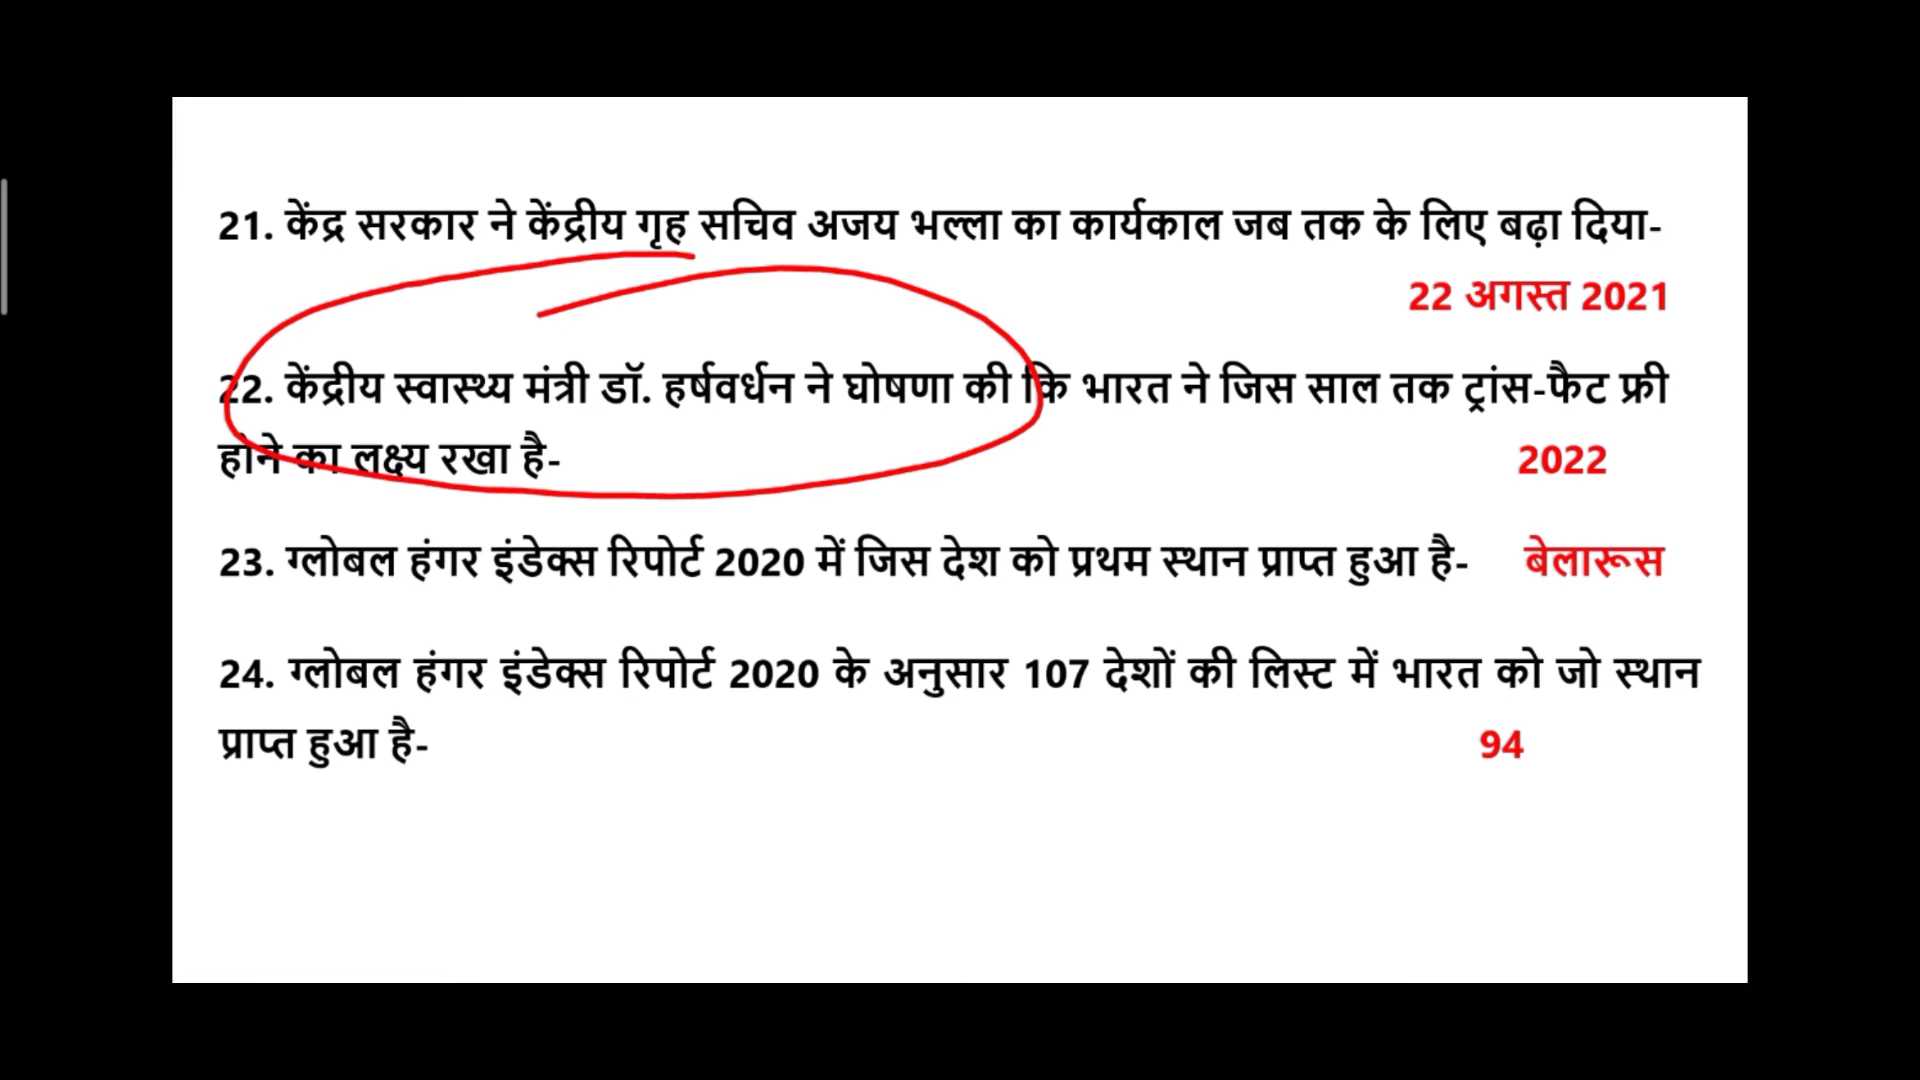 21. केंद्र सरकार ने केंद्रीय गृह सचिव अजय भल्ला का कार्यकाल जब तक के लिए बढ़ा दिया-
22 अगस्त 2021
22. केंद्रीय स्वास्थ्य मंत्री डॉ. हर्षवर्धन ने घोषणा की कि भारत ने जिस साल तक ट्रांस-फैट फ्री
होने का लक्ष्य रखा है- 2022
23. ग्लोबल हंगर इंडेक्स रिपोर्ट 2020 में जिस देश को प्रथम स्थान प्राप्त हुआ है- बेलारूस
24. ग्लोबल हंगर इंडेक्स रिपोर्ट 2020 के अनुसार 107 देशों की लिस्ट में भारत को जो स्थान
प्राप्त हुआ है- 94